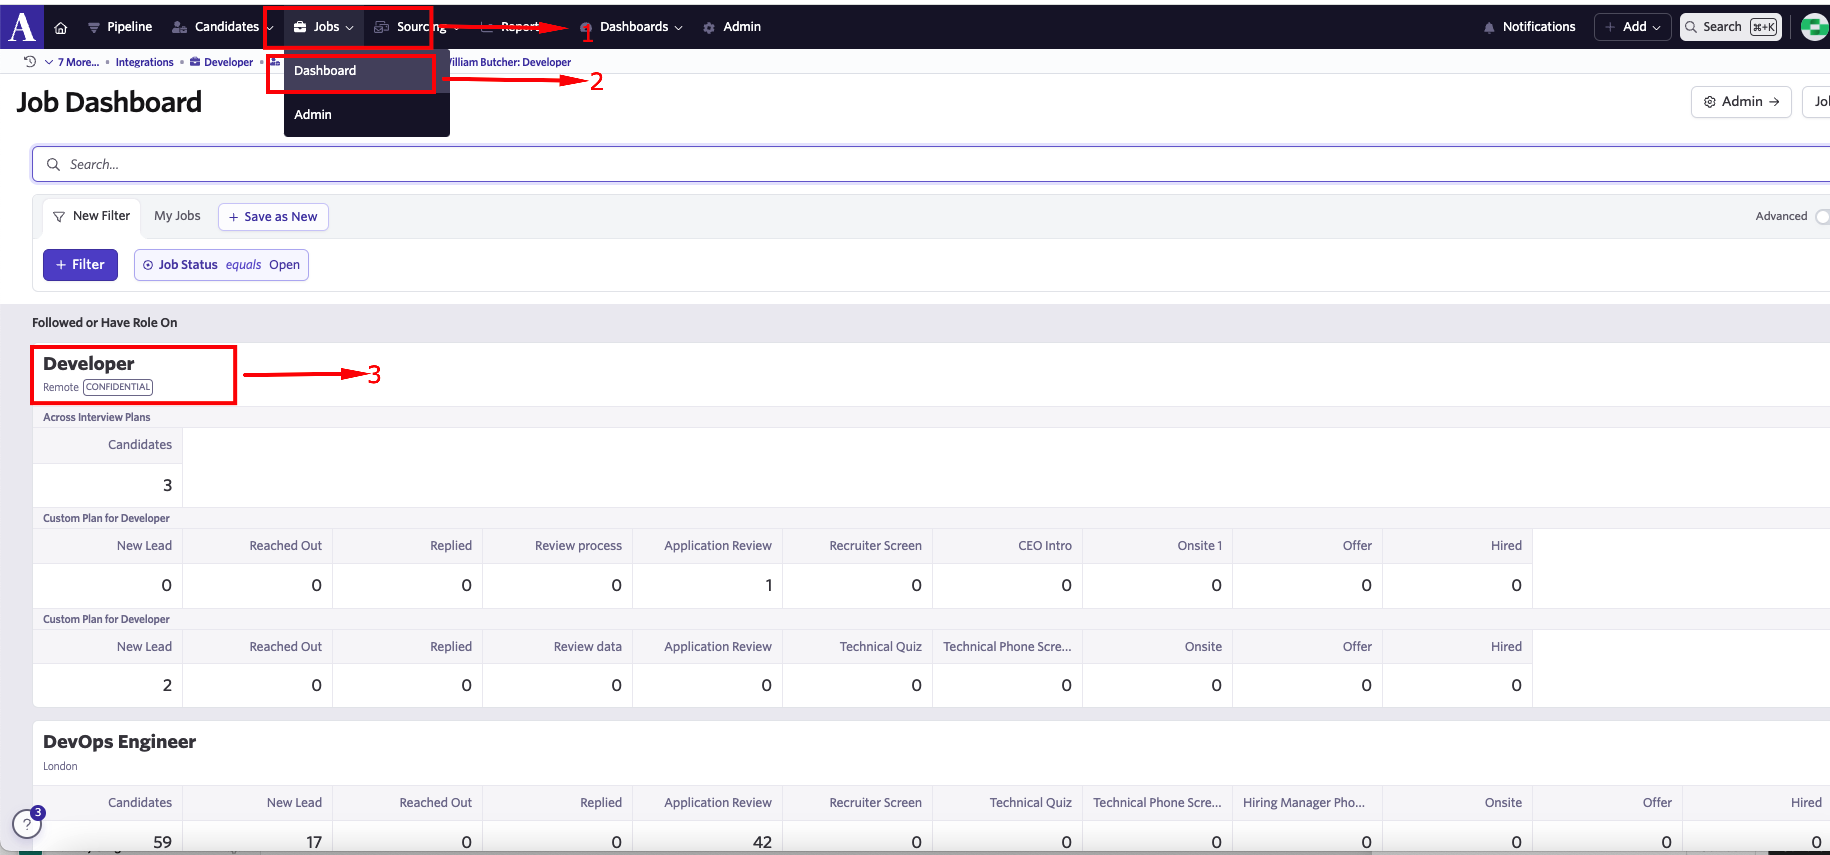 A Pipeline Candidates Jobs Sourcing Report 1 Dashboards Admin Notifications + Add Search ⌘+K
7 More... • Integrations • Developer • William Butcher: Developer
Dashboard 2
Job Dashboard
Admin →
Admin
Search...
New Filter My Jobs + Save as New Advanced
+ Filter Job Status equals Open
Followed or Have Role On
Developer
3
Remote CONFIDENTIAL
Across Interview Plans
Candidates
3
Custom Plan for Developer
New Lead Reached Out Replied Review process Application Review Recruiter Screen CEO Intro Onsite 1 Offer Hired
0 0 0 0 1 0 0 0 0 0
Custom Plan for Developer
New Lead Reached Out Replied Review data Application Review Technical Quiz Technical Phone Scre... Onsite Offer Hired
2 0 0 0 0 0 0 0 0 0
DevOps Engineer
London
Candidates New Lead Reached Out Replied Application Review Recruiter Screen Technical Quiz Technical Phone Scre... Hiring Manager Pho... Onsite Offer Hired
59 17 0 0 42 0 0 0 0 0 0 0
? 3